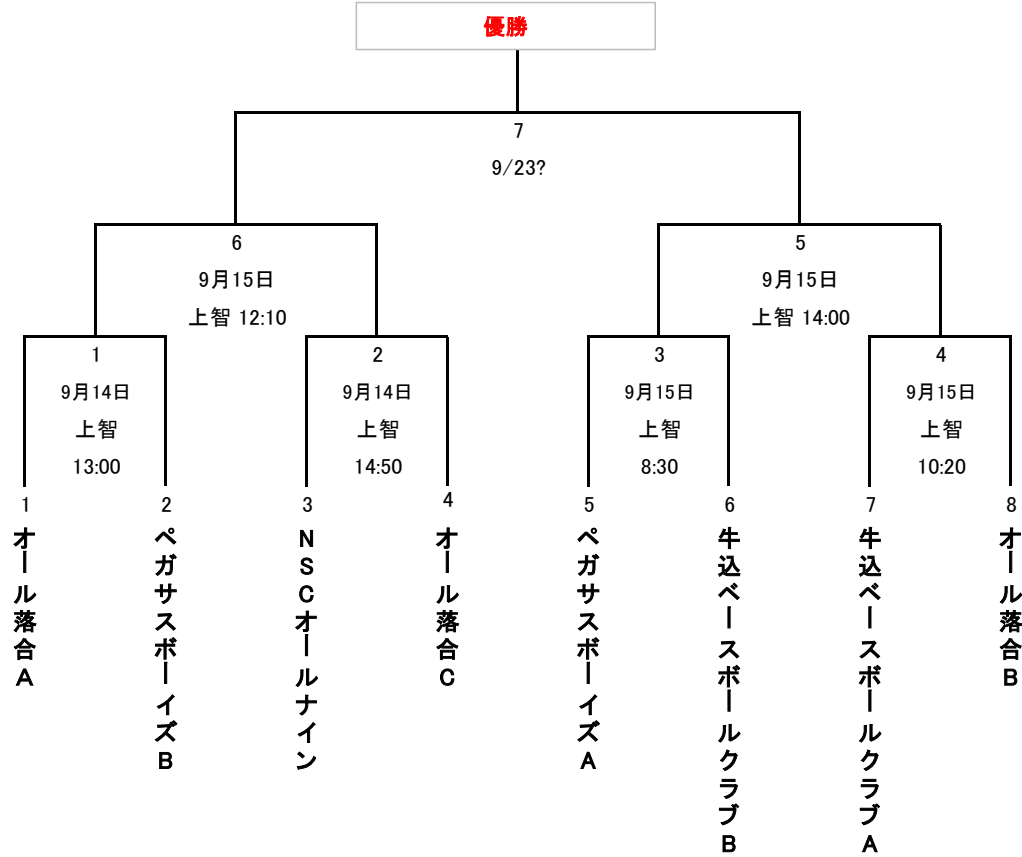 優勝
7
9/23?
6
9月15日
上智 12:10
5
9月15日
上智 14:00
1
9月14日
上智
13:00
2
9月14日
上智
14:50
3
9月15日
上智
8:30
4
9月15日
上智
10:20
1
オール落合A
2
ペガサスボーイズB
3
NSCオールナイン
4
オール落合C
5
ペガサスボーイズA
6
牛込ベースボールクラブB
7
牛込ベースボールクラブA
8
オール落合B